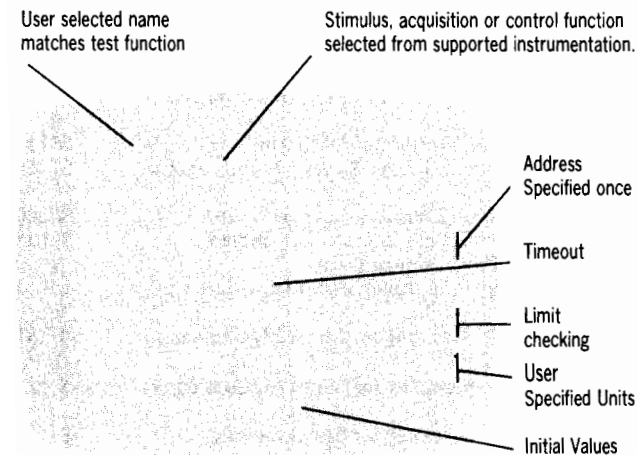 User selected name
matches test function
Stimulus, acquisition or control function
selected from supported instrumentation.
Address
Specified once
Timeout
Limit
checking
User
Specified Units
Initial Values